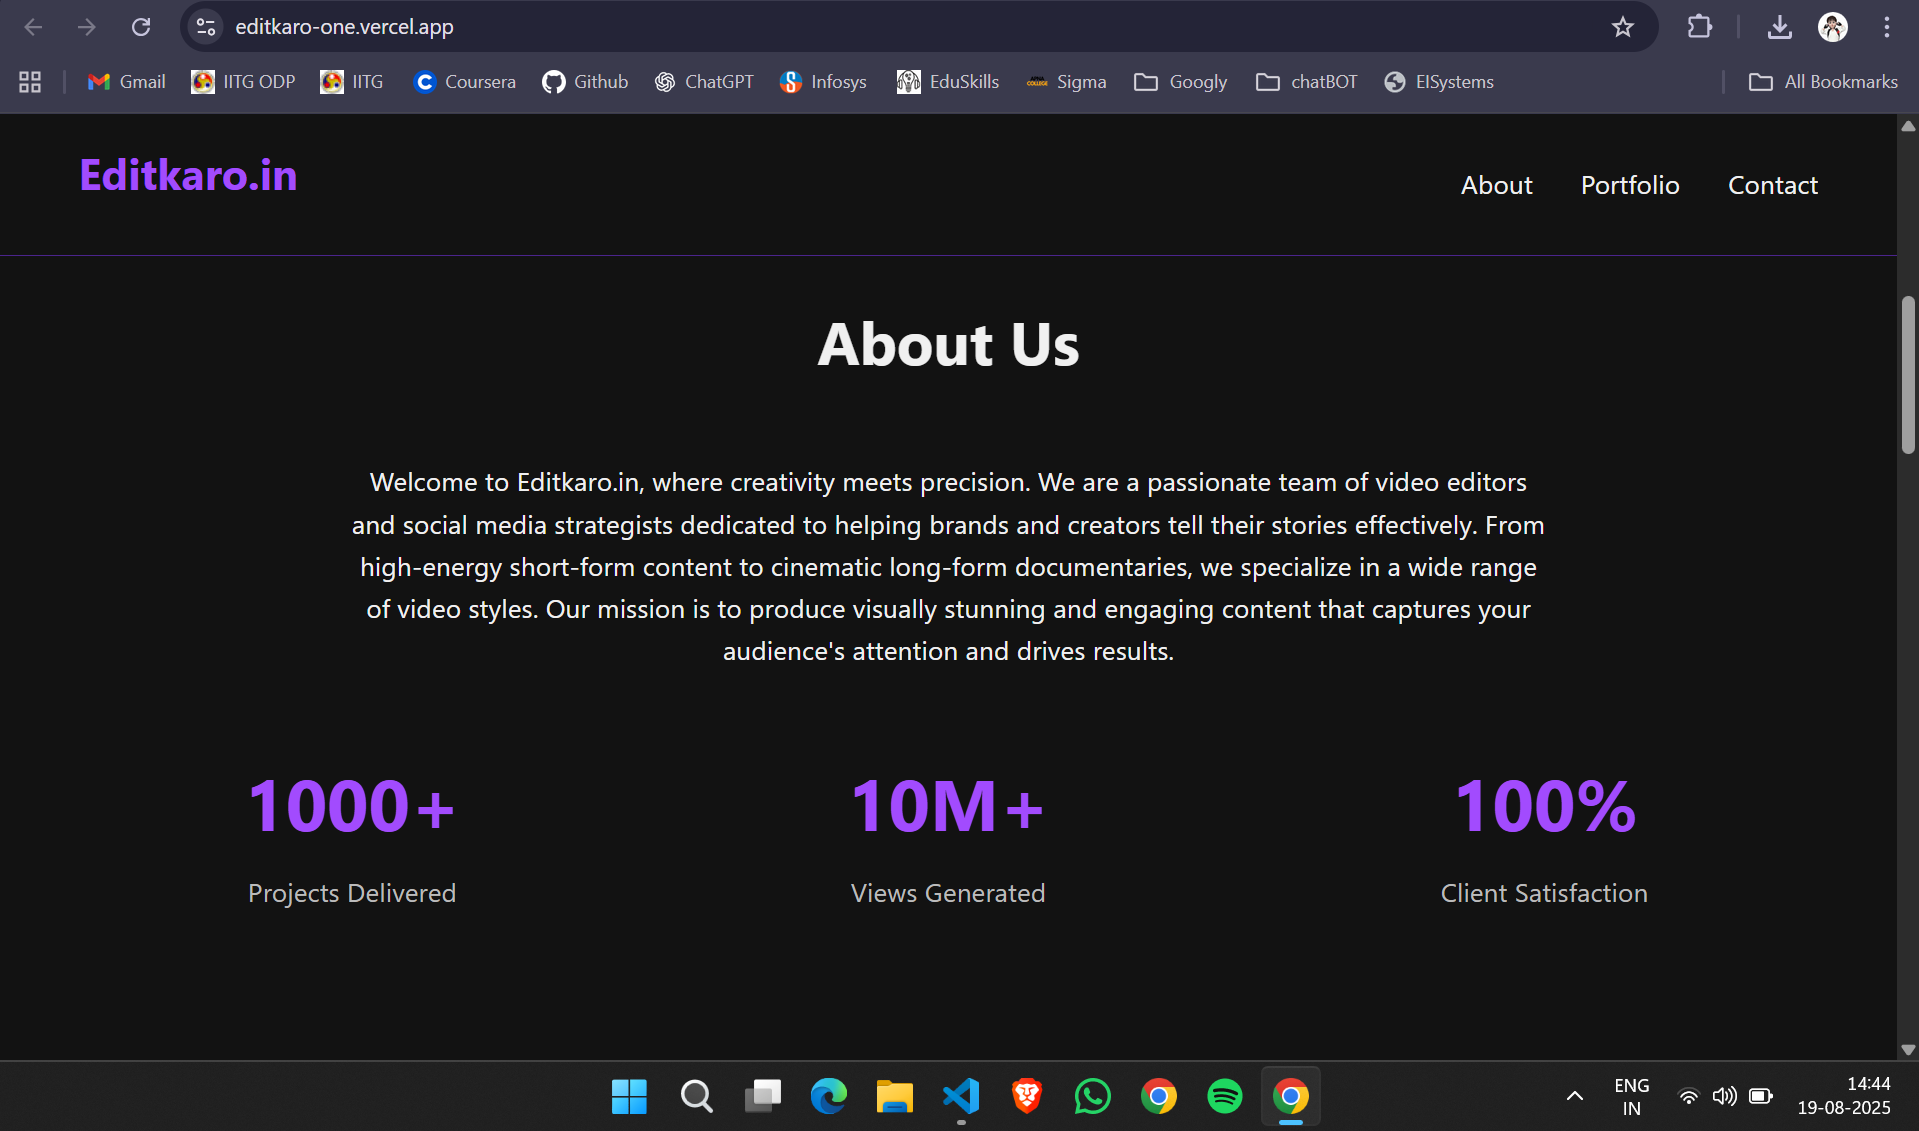 editkaro-one.vercel.app
Gmail IITG ODP IITG Coursera Github ChatGPT Infosys EduSkills Sigma Googly chatBOT EISystems All Bookmarks
Editkaro.in
About Portfolio Contact
About Us
Welcome to Editkaro.in, where creativity meets precision. We are a passionate team of video editors
and social media strategists dedicated to helping brands and creators tell their stories effectively. From
high-energy short-form content to cinematic long-form documentaries, we specialize in a wide range
of video styles. Our mission is to produce visually stunning and engaging content that captures your
audience's attention and drives results.
1000+ 10M+ 100%
Projects Delivered Views Generated Client Satisfaction
ENG 14:44
IN 19-08-2025